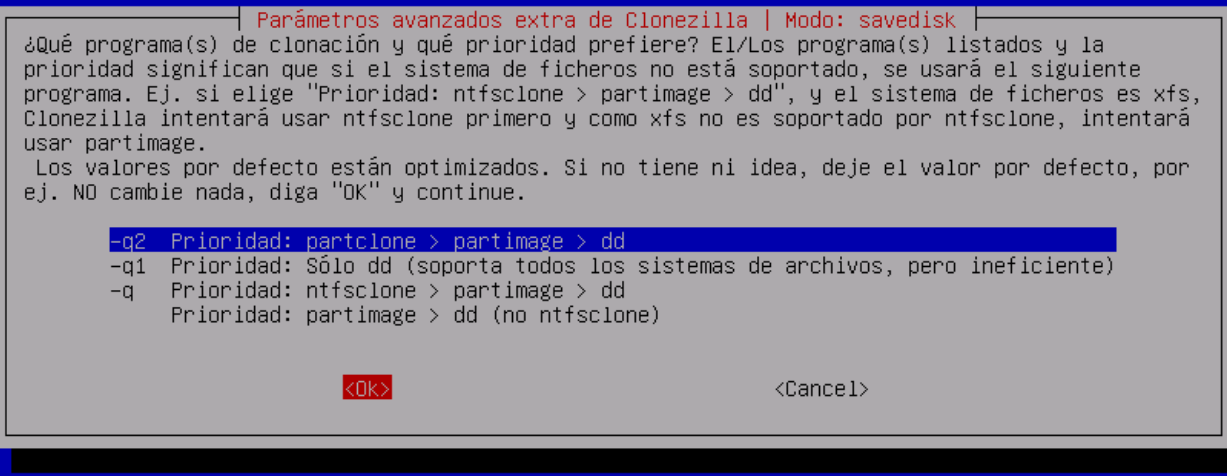 Parámetros avanzados extra de Clonezilla | Modo: savedisk
¿Qué programa(s) de clonación y qué prioridad prefiere? El/Los programa(s) listados y la
prioridad significan que si el sistema de ficheros no está soportado, se usará el siguiente
programa. Ej. si elige "Prioridad: ntfsclone > partimage > dd", y el sistema de ficheros es xfs,
Clonezilla intentará usar ntfsclone primero y como xfs no es soportado por ntfsclone, intentará
usar partimage.
Los valores por defecto están optimizados. Si no tiene ni idea, deje el valor por defecto, por
ej. NO cambie nada, diga "OK" y continue.
-q2 Prioridad: partclone > partimage > dd
-q1 Prioridad: Sólo dd (soporta todos los sistemas de archivos, pero ineficiente)
-q Prioridad: ntfsclone > partimage > dd
Prioridad: partimage > dd (no ntfsclone)
<Ok> <Cancel>